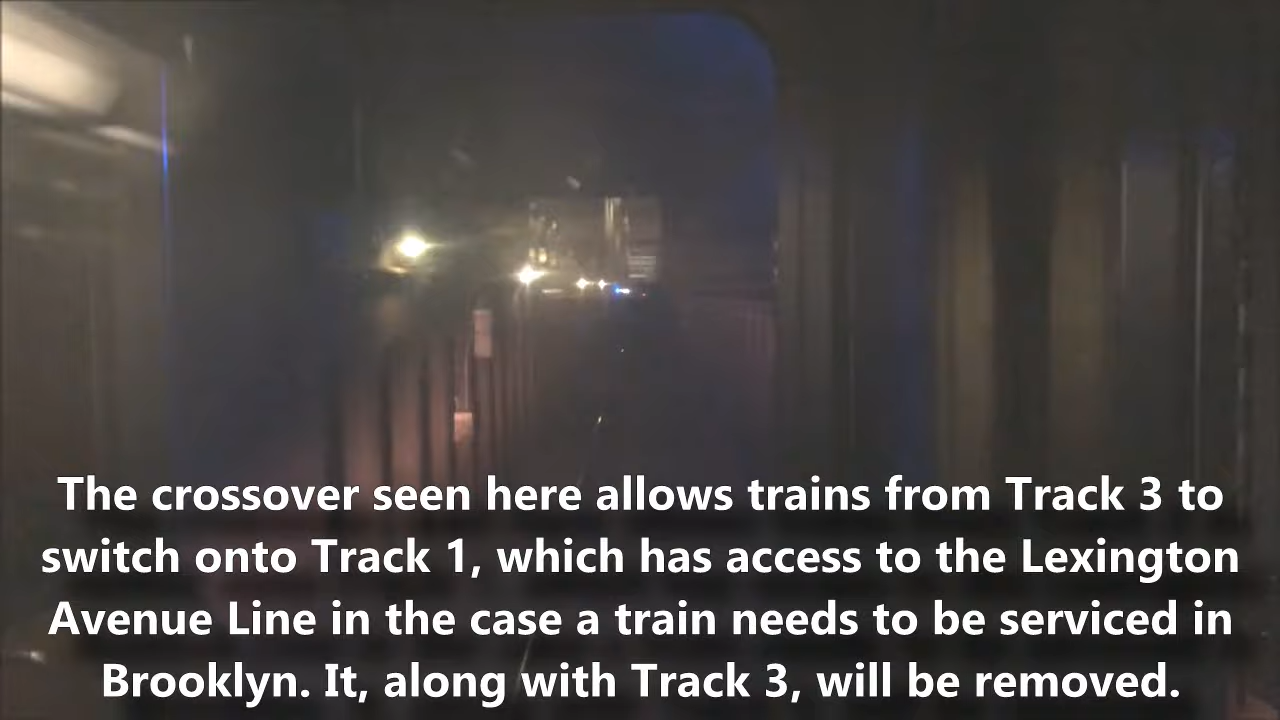 The crossover seen here allows trains from Track 3 to
switch onto Track 1, which has access to the Lexington
Avenue Line in the case a train needs to be serviced in
Brooklyn. It, along with Track 3, will be removed.